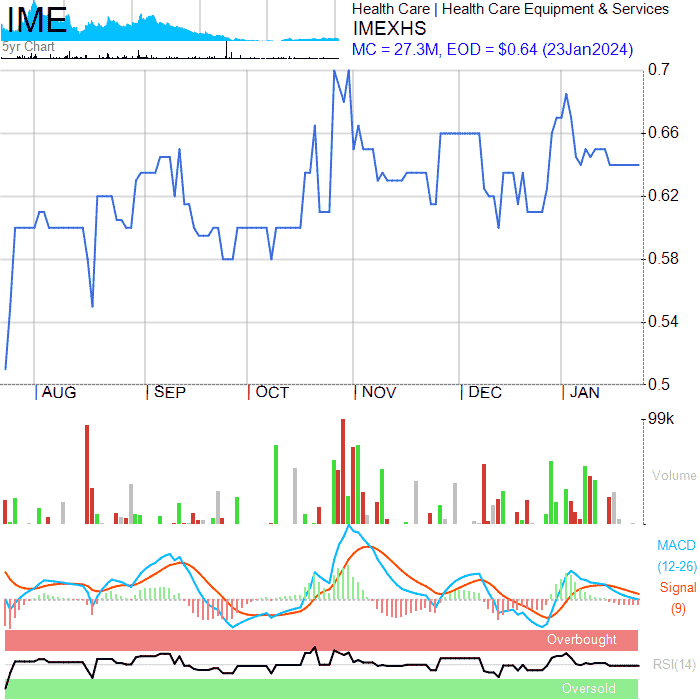 IME
Health Care | Health Care Equipment & Services
IMEXHS
MC = 27.3M, EOD = $0.64 (23Jan2024)
5yr Chart
0.7
0.66
0.62
0.58
0.54
0.5
AUG SEP OCT NOV DEC JAN
99k
Volume
MACD
(12-26)
Signal
(9)
Overbought
RSI(14)
Oversold